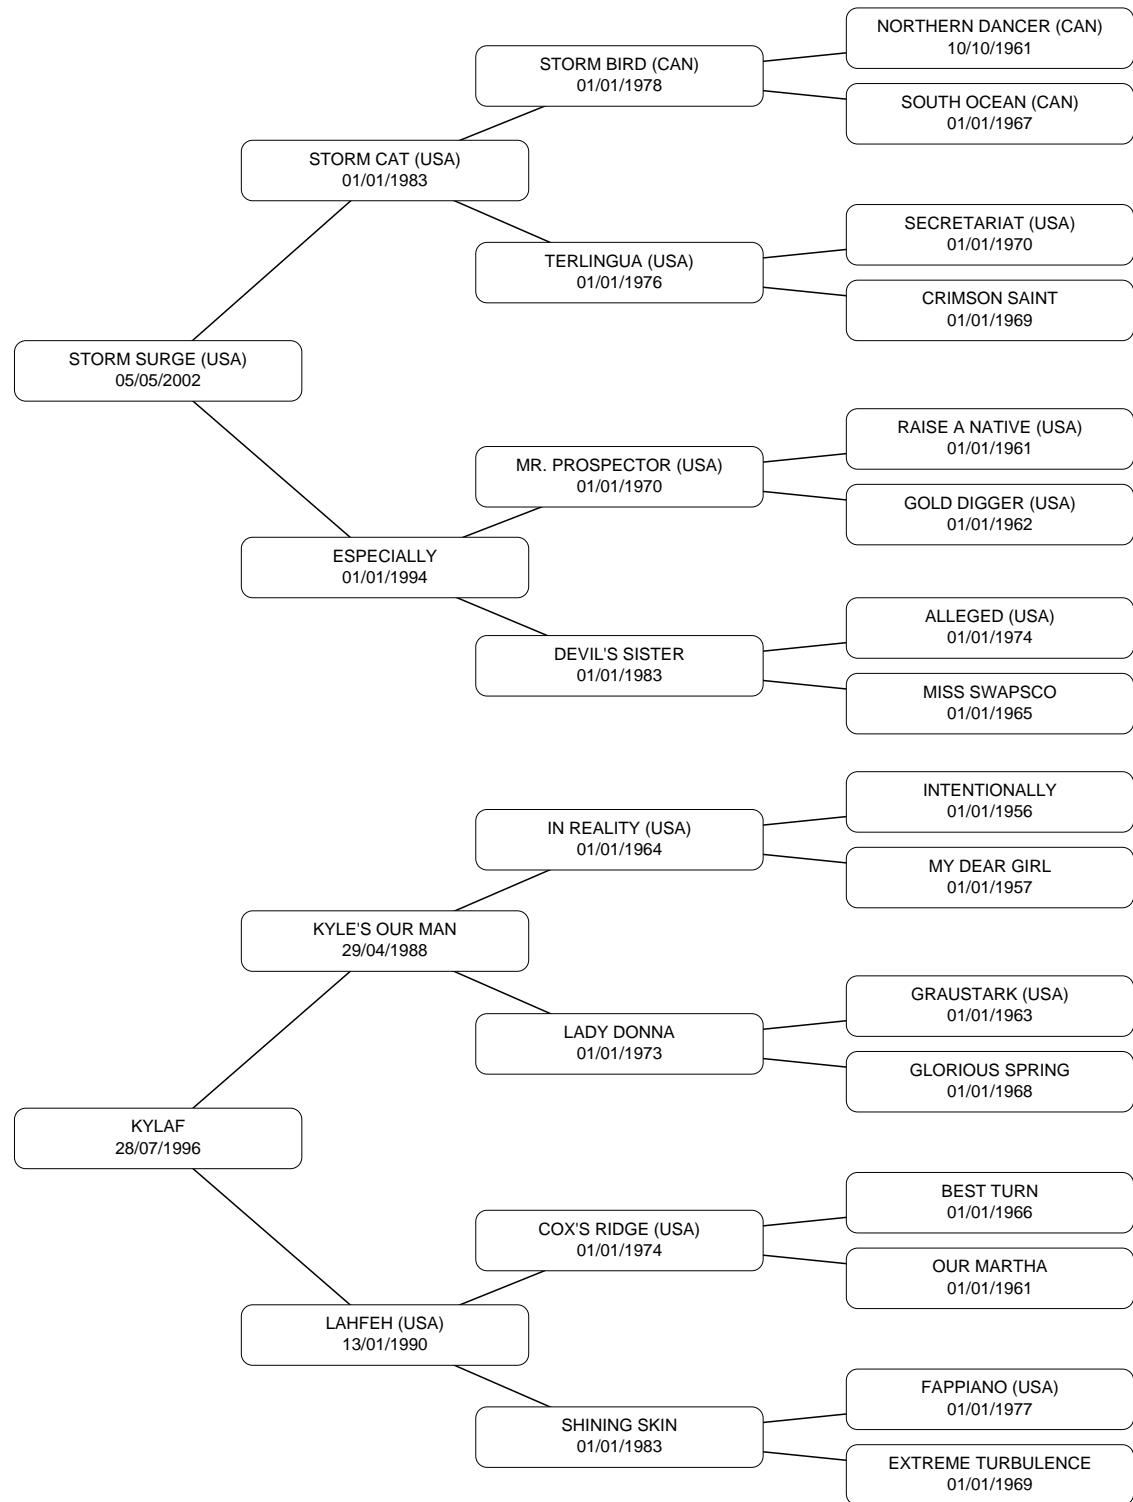 NORTHERN DANCER (CAN)
10/10/1961
STORM BIRD (CAN)
01/01/1978
SOUTH OCEAN (CAN)
01/01/1967
STORM CAT (USA)
01/01/1983
SECRETARIAT (USA)
01/01/1970
TERLINGUA (USA)
01/01/1976
CRIMSON SAINT
01/01/1969
STORM SURGE (USA)
05/05/2002
RAISE A NATIVE (USA)
01/01/1961
MR. PROSPECTOR (USA)
01/01/1970
GOLD DIGGER (USA)
01/01/1962
ESPECIALLY
01/01/1994
ALLEGED (USA)
01/01/1974
DEVIL'S SISTER
01/01/1983
MISS SWAPSCO
01/01/1965
INTENTIONALLY
01/01/1956
IN REALITY (USA)
01/01/1964
MY DEAR GIRL
01/01/1957
KYLE'S OUR MAN
29/04/1988
GRAUSTARK (USA)
01/01/1963
LADY DONNA
01/01/1973
GLORIOUS SPRING
01/01/1968
KYLAF
28/07/1996
BEST TURN
01/01/1966
COX'S RIDGE (USA)
01/01/1974
OUR MARTHA
01/01/1961
LAHFEH (USA)
13/01/1990
FAPPIANO (USA)
01/01/1977
SHINING SKIN
01/01/1983
EXTREME TURBULENCE
01/01/1969